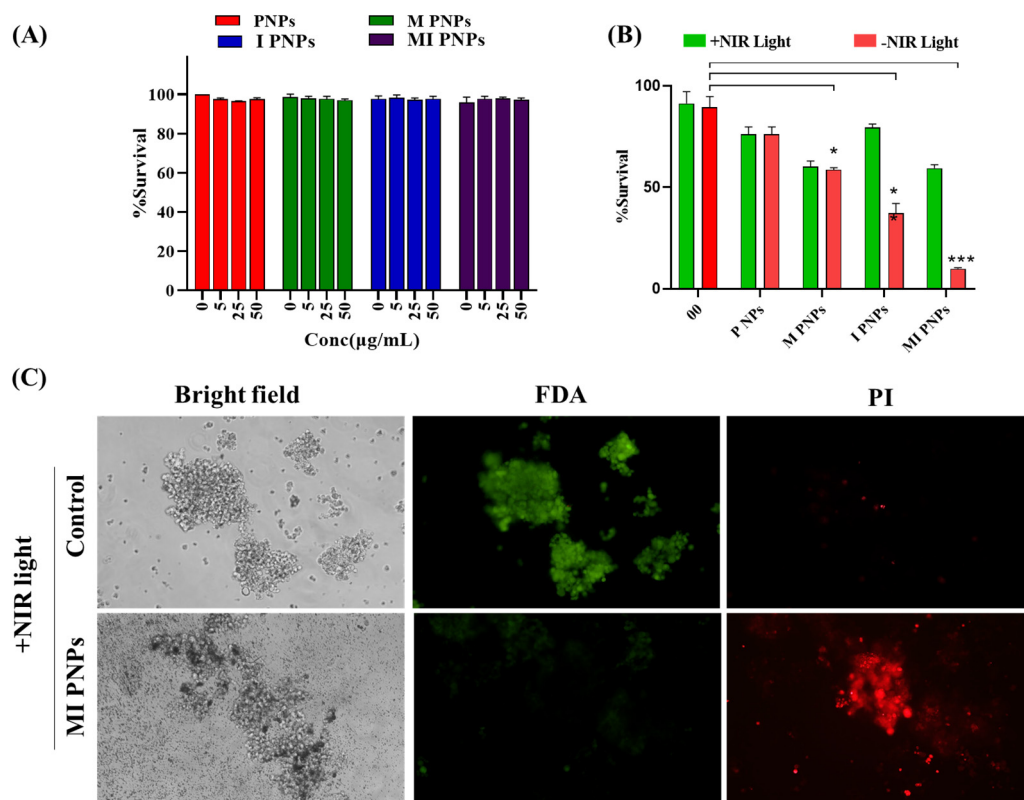 (A)
PNPs
M PNPs
I PNPs
MI PNPs
%Survival
100
80
60
40
20
0
0 5 25 50 0 5 25 50 0 5 25 50 0 5 25 50
Conc(µg/mL)
(B)
+NIR Light
-NIR Light
%Survival
100
50
0
*
*
*
***
00
P NPs
M PNPs
I PNPs
MI PNPs
(C)
Bright field
FDA
PI
+NIR light
Control
MI PNPs